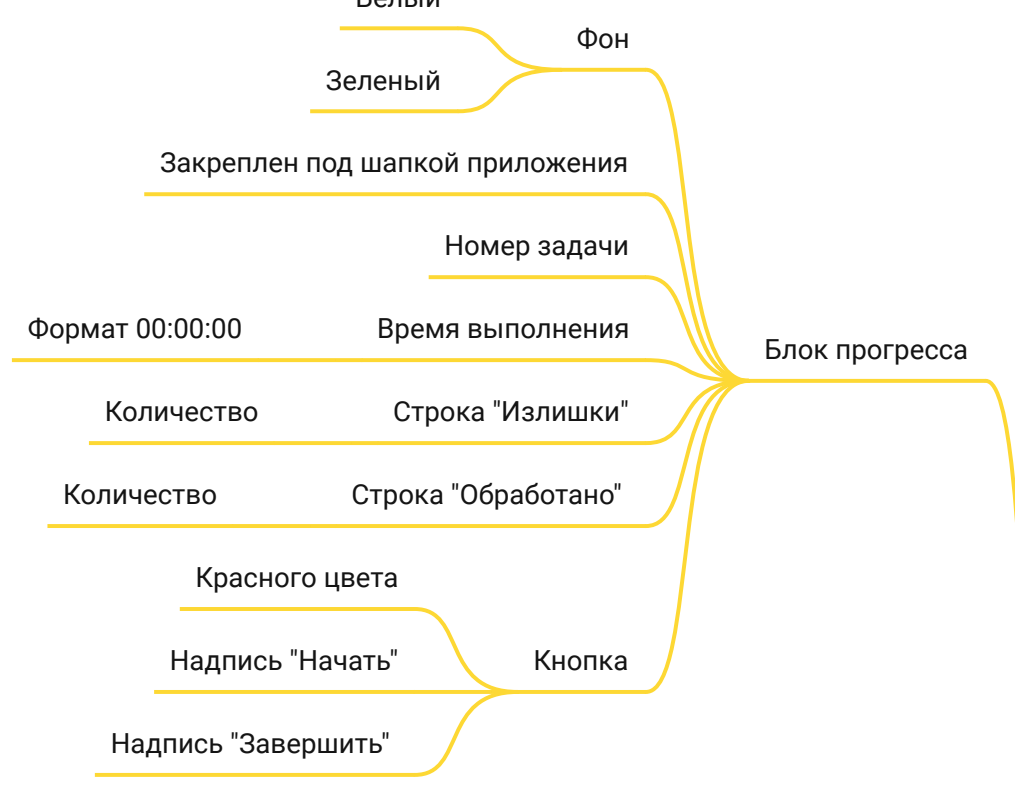 Белый
Фон
Зеленый
Закреплен под шапкой приложения
Номер задачи
Формат 00:00:00
Время выполнения
Блок прогресса
Количество
Строка "Излишки"
Количество
Строка "Обработано"
Красного цвета
Надпись "Начать"
Кнопка
Надпись "Завершить"